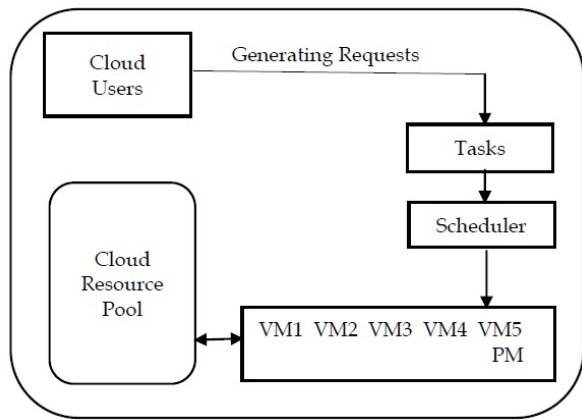 Cloud
Users
Generating Requests
Tasks
Scheduler
Cloud
Resource
Pool
VM1 VM2 VM3 VM4 VM5
PM